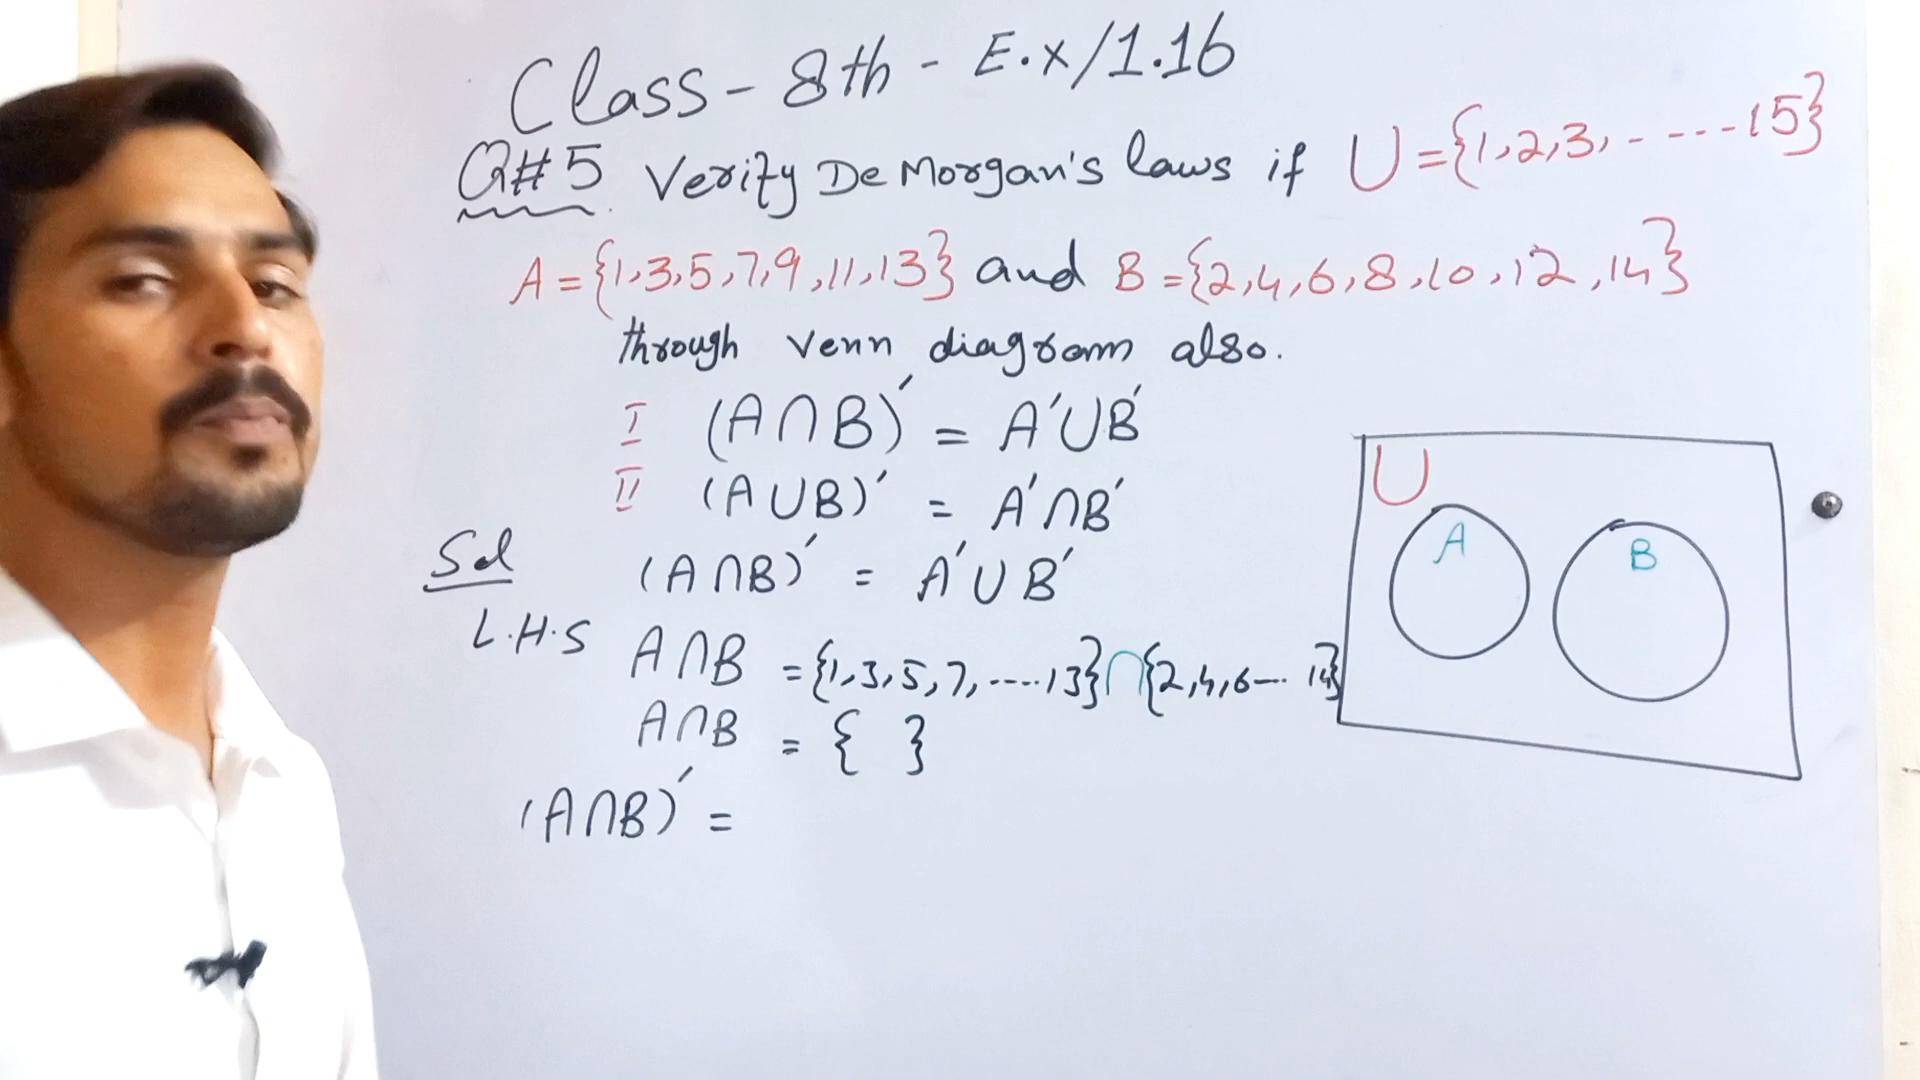 Class - 8th - E.x/1.16
Q#5 Verify De Morgan's laws if U={1,2,3, - ----15}
A={1,3,5,7,9,11,13} and B={2,4,6,8,10,12,14}
through venn diagram also.
I (A∩B)′ = A′∪B′
II (A∪B)′ = A′∩B′
Sol (A∩B)′ = A′∪B′
L.H.S A∩B = {1,3,5,7,----13}∩{2,4,6-- 14}
A∩B = { }
(A∩B)′ =
U
A B